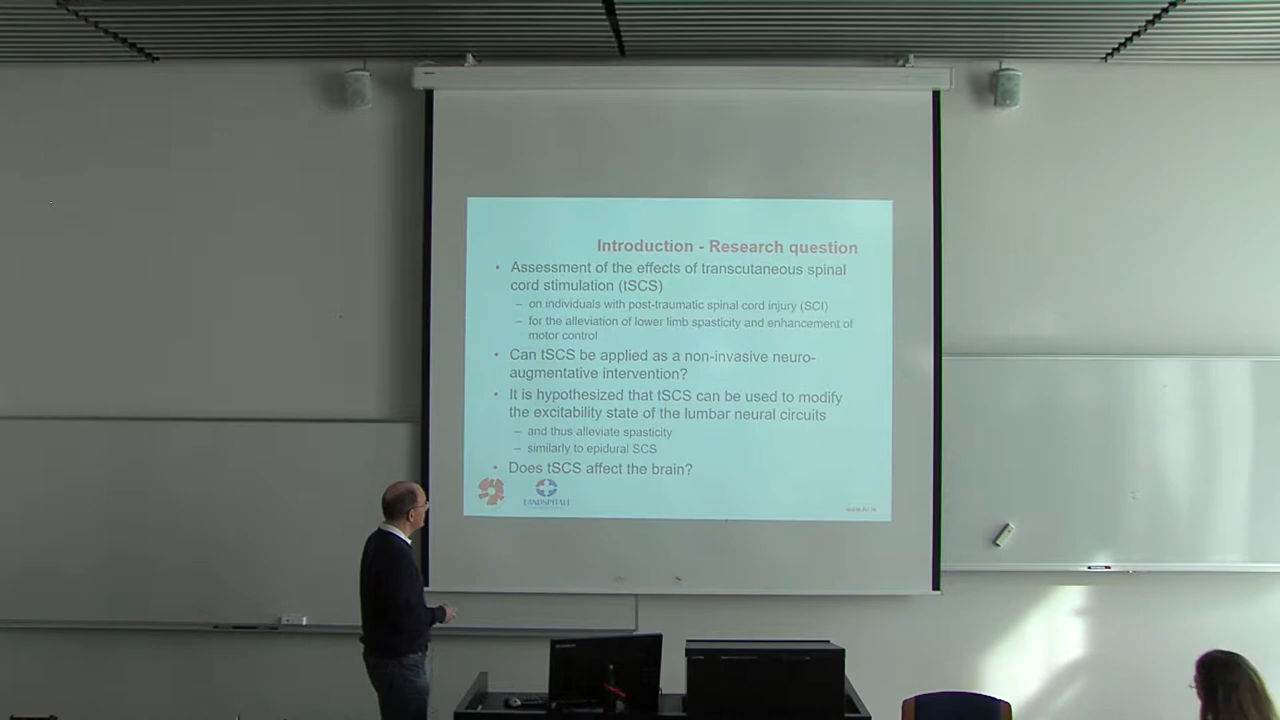 Introduction - Research question
• Assessment of the effects of transcutaneous spinal
cord stimulation (tSCS)
– on individuals with post-traumatic spinal cord injury (SCI)
– for the alleviation of lower limb spasticity and enhancement of
motor control
• Can tSCS be applied as a non-invasive neuro-
augmentative intervention?
• It is hypothesized that tSCS can be used to modify
the excitability state of the lumbar neural circuits
– and thus alleviate spasticity
– similarly to epidural SCS
• Does tSCS affect the brain?
LANDSPÍTALI